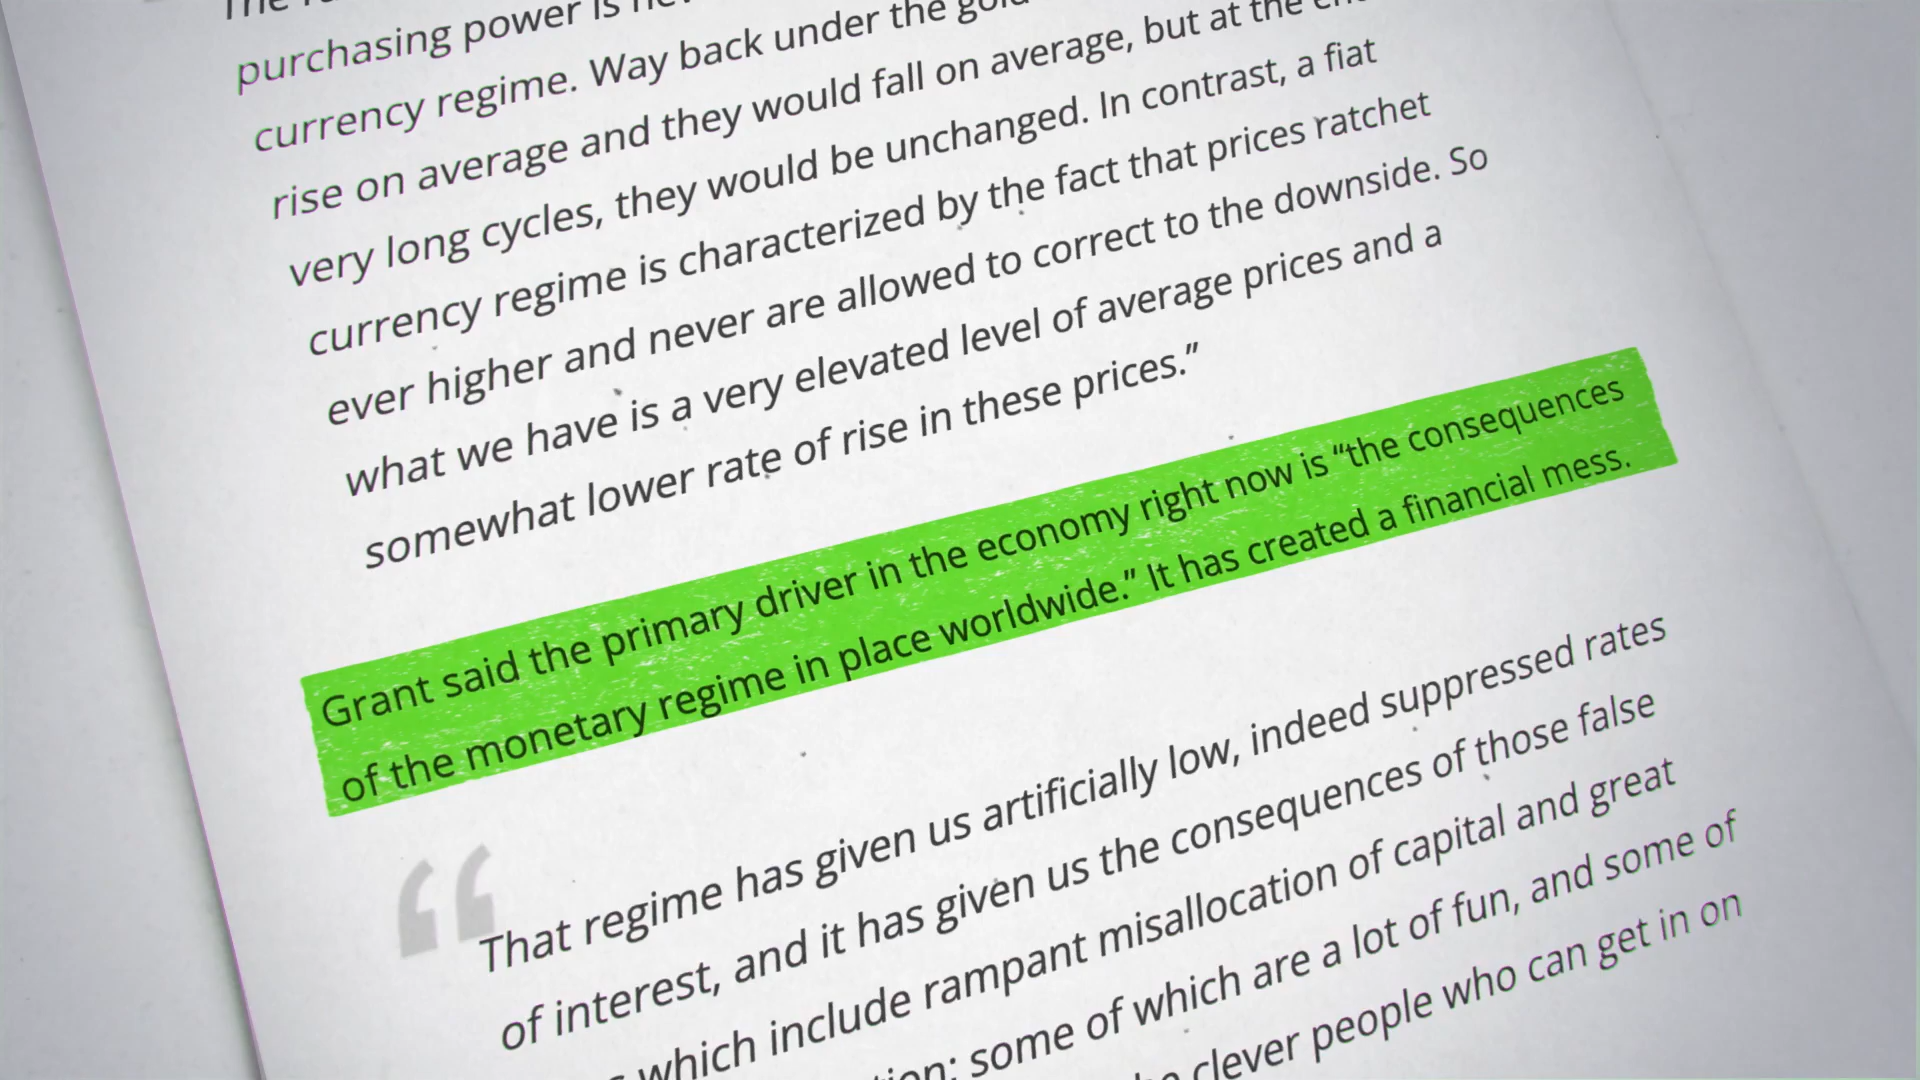 The
purchasing power is
currency regime. Way back under the
rise on average and they would fall on average, but at the
very long cycles, they would be unchanged. In contrast, a fiat
currency regime is characterized by the fact that prices ratchet
ever higher and never are allowed to correct to the downside. So
what we have is a very elevated level of average prices and a
somewhat lower rate of rise in these prices.”
Grant said the primary driver in the economy right now is “the consequences
of the monetary regime in place worldwide.” It has created a financial mess.
“
That regime has given us artificially low, indeed suppressed rates
of interest, and it has given us the consequences of those false
which include rampant misallocation of capital and great
some of which are a lot of fun, and some of
clever people who can get in on